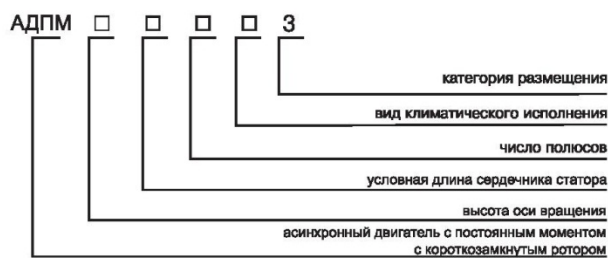 АДПМ □ □ □ □ 3
категория размещения
вид климатического исполнения
число полюсов
условная длина сердечника статора
высота оси вращения
асинхронный двигатель с постоянным моментом
с короткозамкнутым ротором